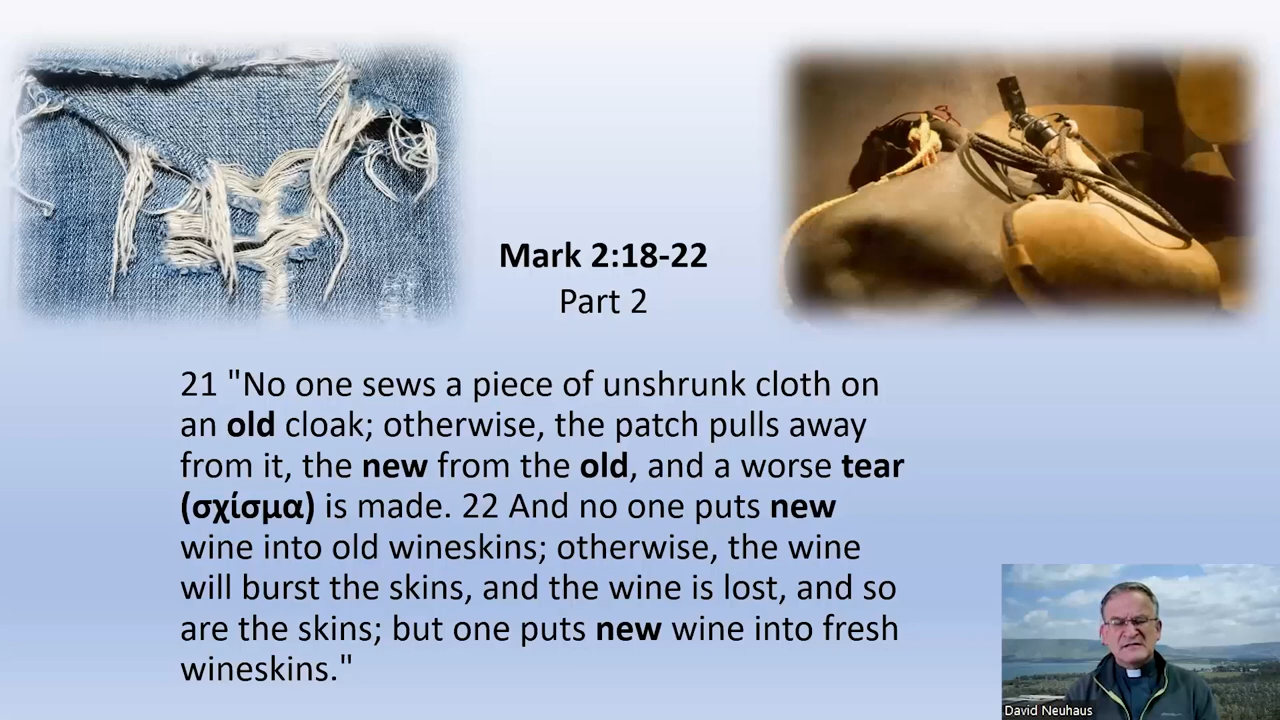 Mark 2:18-22
Part 2
21 "No one sews a piece of unshrunk cloth on
an old cloak; otherwise, the patch pulls away
from it, the new from the old, and a worse tear
(σχίσμα) is made. 22 And no one puts new
wine into old wineskins; otherwise, the wine
will burst the skins, and the wine is lost, and so
are the skins; but one puts new wine into fresh
wineskins."
David Neuhaus